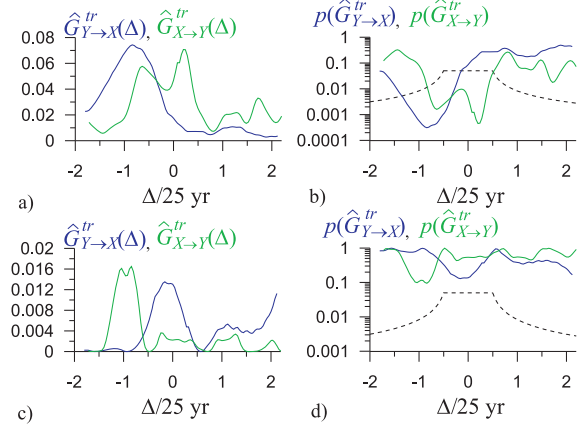 Ĝ^tr_Y→X(Δ), Ĝ^tr_X→Y(Δ)
0.08
0.06
0.04
0.02
0
-2 -1 0 1 2
a) Δ/25 yr
p(Ĝ^tr_Y→X), p(Ĝ^tr_X→Y)
1
0.1
0.01
0.001
0.0001
-2 -1 0 1 2
b) Δ/25 yr
Ĝ^tr_Y→X(Δ), Ĝ^tr_X→Y(Δ)
0.02
0.016
0.012
0.008
0.004
0
-2 -1 0 1 2
c) Δ/25 yr
p(Ĝ^tr_Y→X), p(Ĝ^tr_X→Y)
1
0.1
0.01
0.001
-2 -1 0 1 2
d) Δ/25 yr